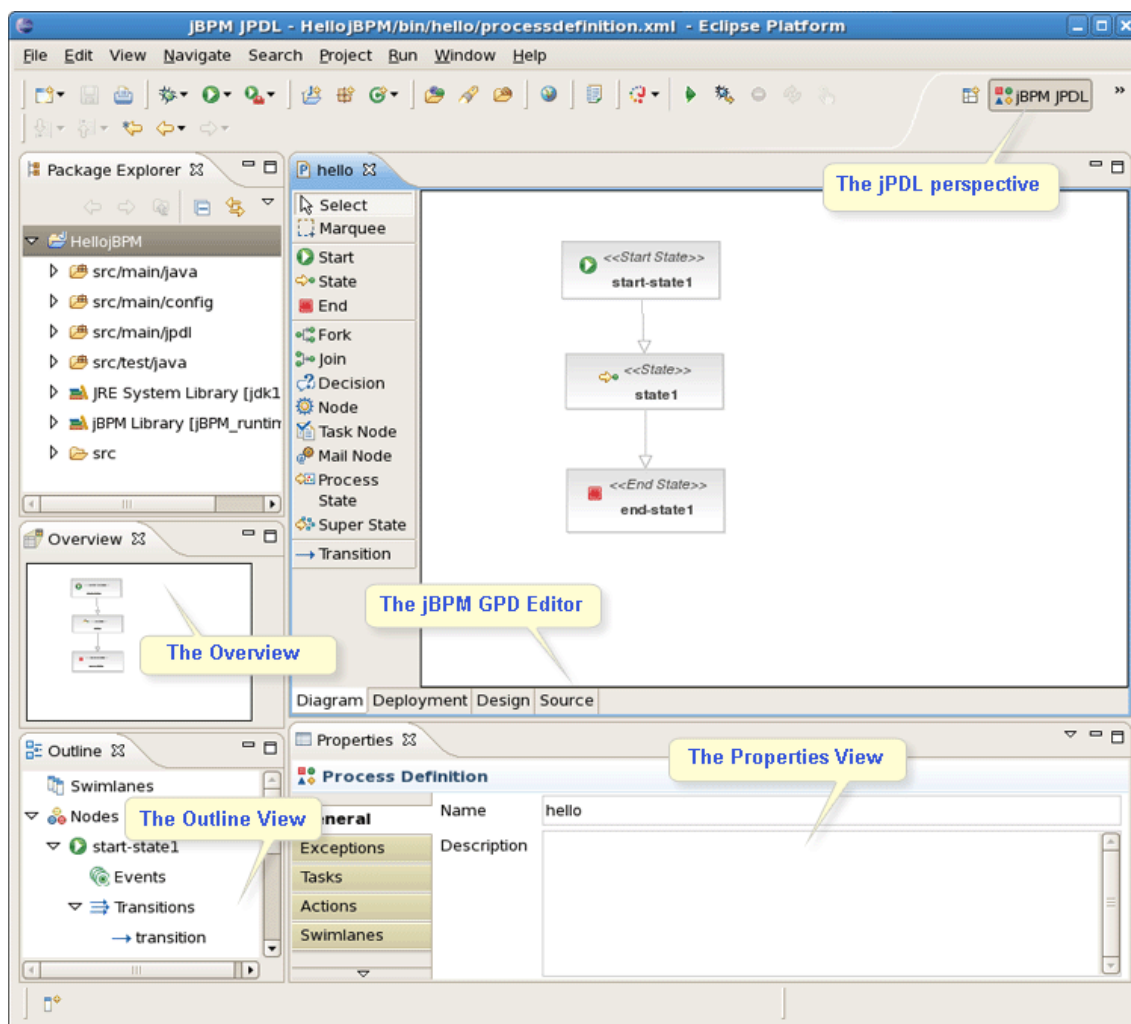 jBPM JPDL - HellojBPM/bin/hello/processdefinition.xml - Eclipse Platform
File Edit View Navigate Search Project Run Window Help
jBPM JPDL
»
Package Explorer
HellojBPM
src/main/java
src/main/config
src/main/jpdl
src/test/java
JRE System Library [jdk1
jBPM Library [jBPM_runtim
src
hello
The jPDL perspective
Select
Marquee
Start
State
End
Fork
Join
Decision
Node
Task Node
Mail Node
Process
State
Super State
Transition
<<Start State>>
start-state1
<<State>>
state1
<<End State>>
end-state1
The jBPM GPD Editor
Diagram Deployment Design Source
Overview
The Overview
Outline
Swimlanes
Nodes
The Outline View
start-state1
Events
Transitions
transition
Properties
The Properties View
Process Definition
eneral
Exceptions
Tasks
Actions
Swimlanes
Name hello
Description